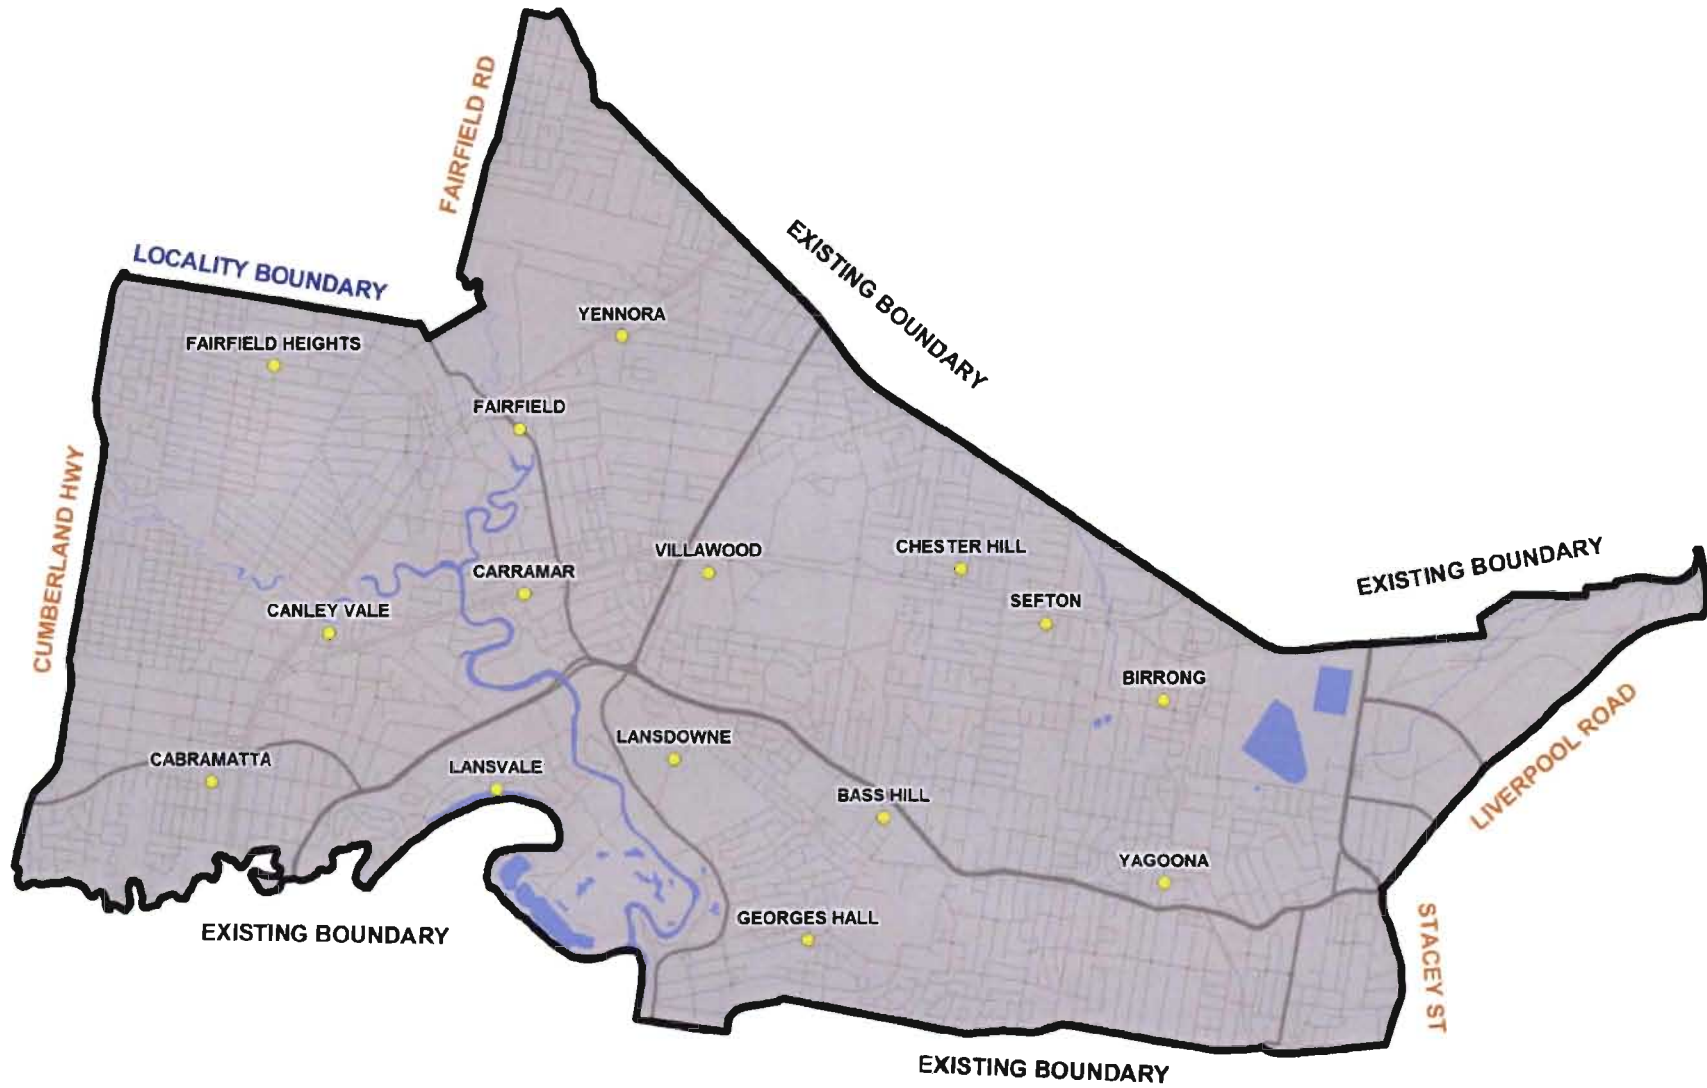 FAIRFIELD RD
LOCALITY BOUNDARY
EXISTING BOUNDARY
YENNORA
FAIRFIELD HEIGHTS
FAIRFIELD
CUMBERLAND HWY
VILLAWOOD
CHESTER HILL
EXISTING BOUNDARY
CARRAMAR
SEFTON
CANLEY VALE
BIRRONG
LIVERPOOL ROAD
LANSDOWNE
CABRAMATTA
LANSVALE
BASS HILL
YAGOONA
GEORGES HALL
STACEY ST
EXISTING BOUNDARY
EXISTING BOUNDARY